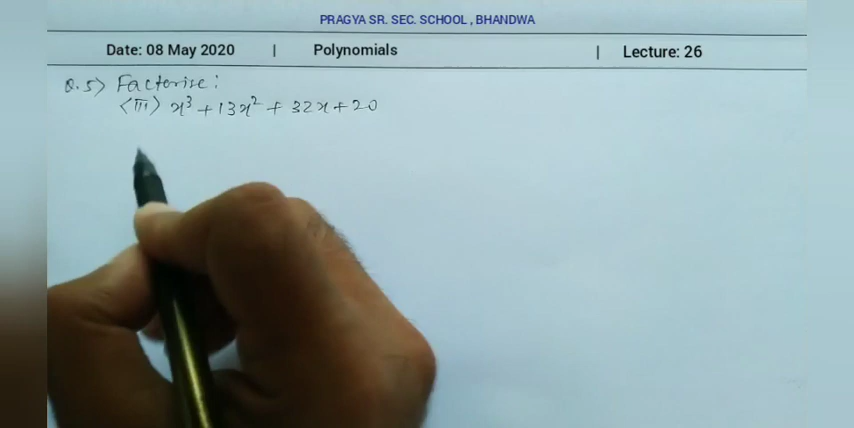 PRAGYA SR. SEC. SCHOOL , BHANDWA
Date: 08 May 2020 | Polynomials | Lecture: 26
Q.5> Factorise:
<iii> x³ + 13x² + 32x + 20